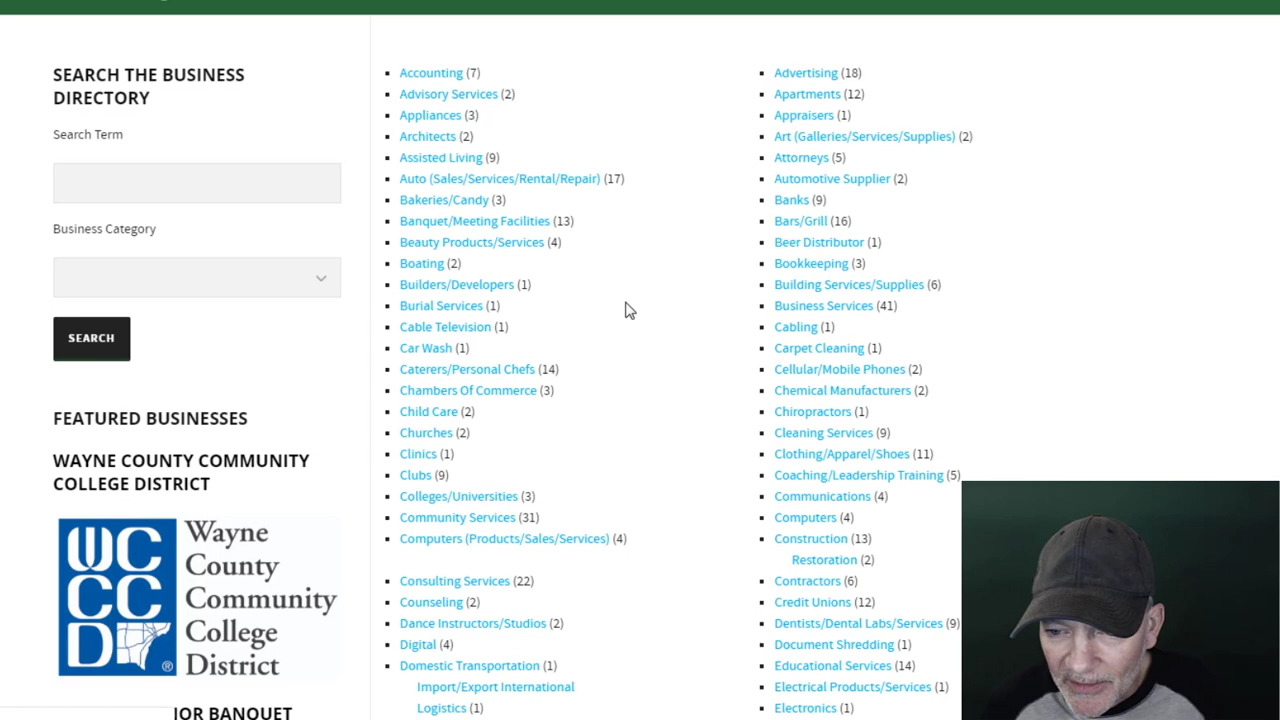 SEARCH THE BUSINESS
DIRECTORY
Search Term
Business Category
SEARCH
FEATURED BUSINESSES
WAYNE COUNTY COMMUNITY
COLLEGE DISTRICT
WCCCD
Wayne
County
Community
College
District
®
IOR BANQUET
Accounting (7)
Advisory Services (2)
Appliances (3)
Architects (2)
Assisted Living (9)
Auto (Sales/Services/Rental/Repair) (17)
Bakeries/Candy (3)
Banquet/Meeting Facilities (13)
Beauty Products/Services (4)
Boating (2)
Builders/Developers (1)
Burial Services (1)
Cable Television (1)
Car Wash (1)
Caterers/Personal Chefs (14)
Chambers Of Commerce (3)
Child Care (2)
Churches (2)
Clinics (1)
Clubs (9)
Colleges/Universities (3)
Community Services (31)
Computers (Products/Sales/Services) (4)
Consulting Services (22)
Counseling (2)
Dance Instructors/Studios (2)
Digital (4)
Domestic Transportation (1)
Import/Export International
Logistics (1)
Advertising (18)
Apartments (12)
Appraisers (1)
Art (Galleries/Services/Supplies) (2)
Attorneys (5)
Automotive Supplier (2)
Banks (9)
Bars/Grill (16)
Beer Distributor (1)
Bookkeeping (3)
Building Services/Supplies (6)
Business Services (41)
Cabling (1)
Carpet Cleaning (1)
Cellular/Mobile Phones (2)
Chemical Manufacturers (2)
Chiropractors (1)
Cleaning Services (9)
Clothing/Apparel/Shoes (11)
Coaching/Leadership Training (5)
Communications (4)
Computers (4)
Construction (13)
Restoration (2)
Contractors (6)
Credit Unions (12)
Dentists/Dental Labs/Services (9)
Document Shredding (1)
Educational Services (14)
Electrical Products/Services (1)
Electronics (1)